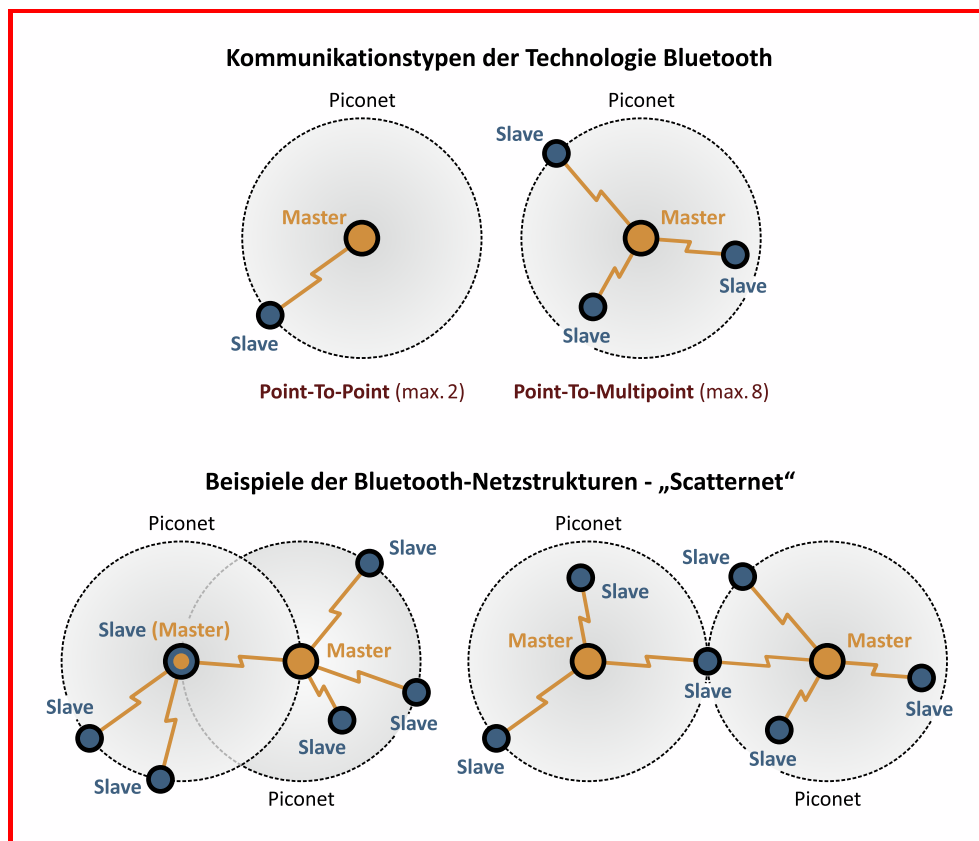 Kommunikationstypen der Technologie Bluetooth
Piconet
Master
Slave
Point-To-Point (max. 2)
Piconet
Slave
Master
Slave
Slave
Point-To-Multipoint (max. 8)
Beispiele der Bluetooth-Netzstrukturen - „Scatternet“
Piconet
Slave (Master)
Slave
Slave
Slave
Master
Slave
Slave
Piconet
Piconet
Slave
Master
Slave
Slave
Slave
Master
Slave
Slave
Piconet